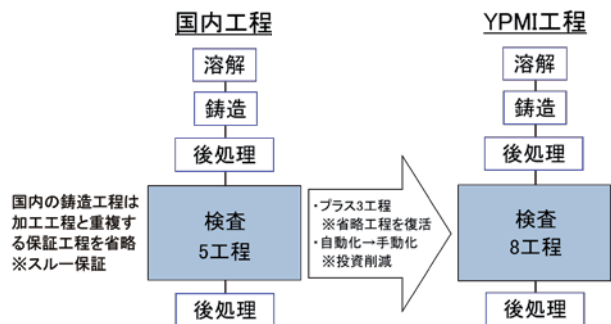 国内工程
YPMI工程
溶解
鋳造
後処理
国内の鋳造工程は
加工工程と重複す
る保証工程を省略
※スルー保証
検査
5工程
後処理
・プラス3工程
※省略工程を復活
・自動化→手動化
※投資削減
溶解
鋳造
後処理
検査
8工程
後処理